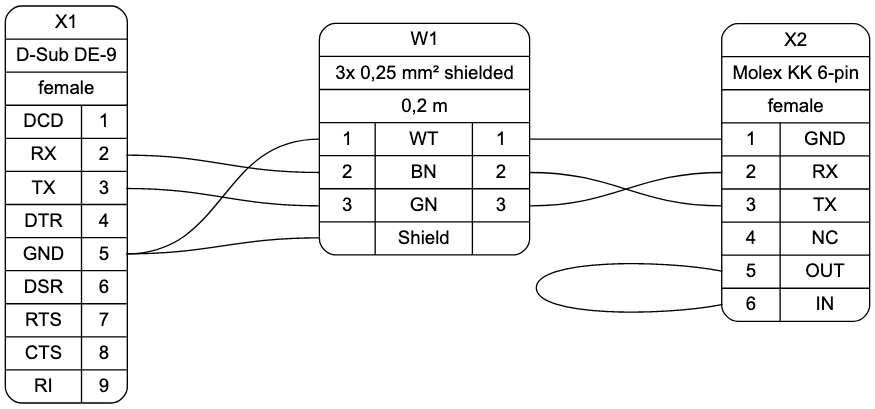 X1
D-Sub DE-9
female
DCD 1
RX 2
TX 3
DTR 4
GND 5
DSR 6
RTS 7
CTS 8
RI 9
W1
3x 0,25 mm² shielded
0,2 m
1 WT 1
2 BN 2
3 GN 3
Shield
X2
Molex KK 6-pin
female
1 GND
2 RX
3 TX
4 NC
5 OUT
6 IN